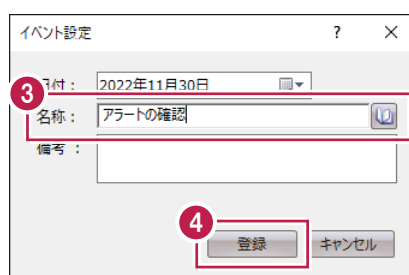 イベント設定 ? ×
日付： 2022年11月30日
3
名称： アラートの確認
備考 ：
4
登録 キャンセル